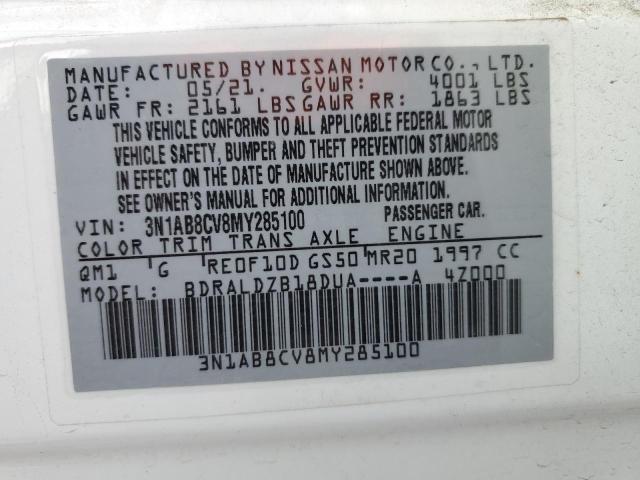 MANUFACTURED BY NISSAN MOTOR CO., LTD.
DATE: 05/21. GVWR: 4001 LBS
GAWR FR: 2161 LBS GAWR RR: 1863 LBS
THIS VEHICLE CONFORMS TO ALL APPLICABLE FEDERAL MOTOR
VEHICLE SAFETY, BUMPER AND THEFT PREVENTION STANDARDS
IN EFFECT ON THE DATE OF MANUFACTURE SHOWN ABOVE.
SEE OWNER'S MANUAL FOR ADDITIONAL INFORMATION.
VIN: 3N1AB8CV8MY285100 PASSENGER CAR.
COLOR TRIM TRANS AXLE ENGINE
QM1 G RE0F10D GS50 MR20 1997 CC
MODEL: BDRALDZB18DUA----A 4Z000
3N1AB8CV8MY285100